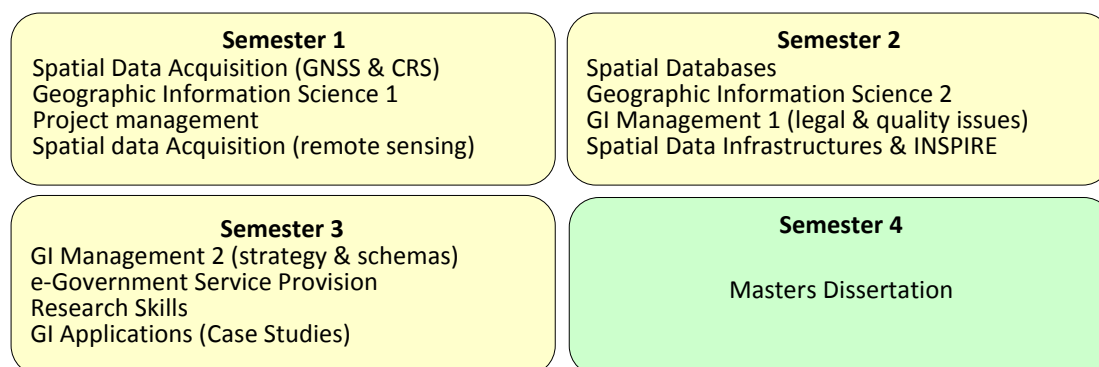 Semester 1
Spatial Data Acquisition (GNSS & CRS)
Geographic Information Science 1
Project management
Spatial data Acquisition (remote sensing)
Semester 2
Spatial Databases
Geographic Information Science 2
GI Management 1 (legal & quality issues)
Spatial Data Infrastructures & INSPIRE
Semester 3
GI Management 2 (strategy & schemas)
e-Government Service Provision
Research Skills
GI Applications (Case Studies)
Semester 4
Masters Dissertation